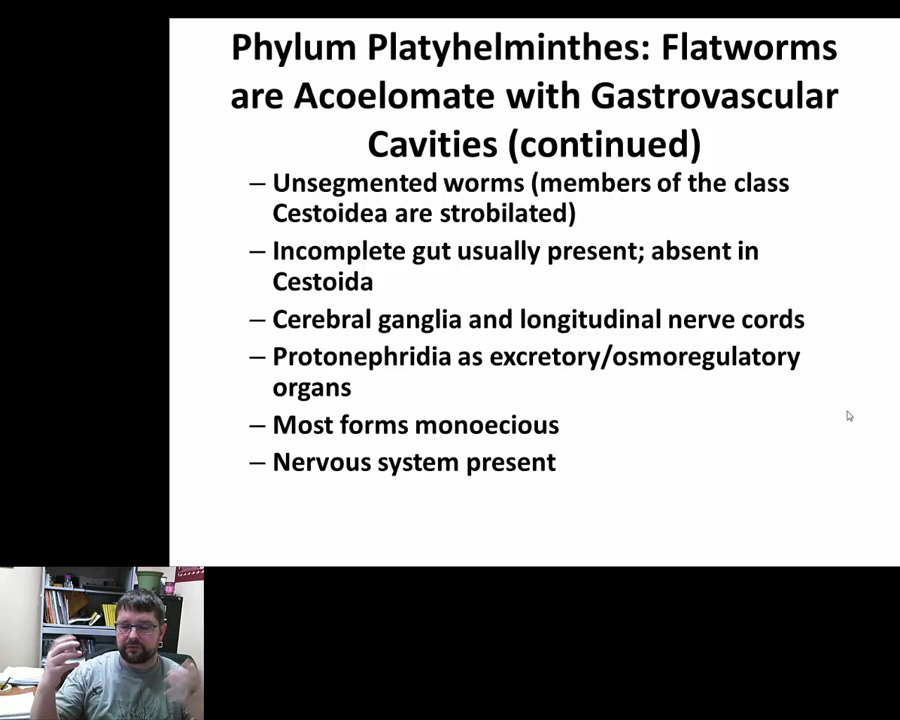 Phylum Platyhelminthes: Flatworms
are Acoelomate with Gastrovascular
Cavities (continued)
– Unsegmented worms (members of the class
Cestoidea are strobilated)
– Incomplete gut usually present; absent in
Cestoida
– Cerebral ganglia and longitudinal nerve cords
– Protonephridia as excretory/osmoregulatory
organs
– Most forms monoecious
– Nervous system present